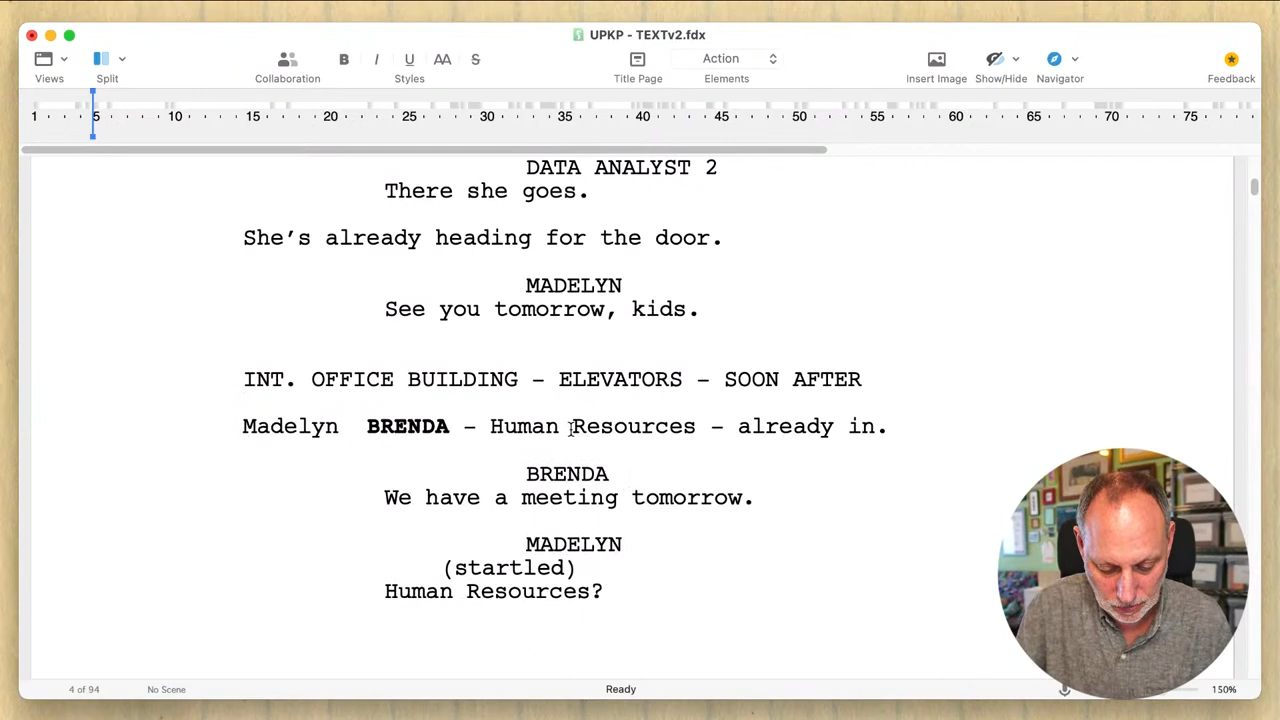 UPKP - TEXTv2.fdx
B I U AA S Action
Views Split Collaboration Styles Title Page Elements Insert Image Show/Hide Navigator Feedback
1 5 10 15 20 25 30 35 40 45 50 55 60 65 70 75
DATA ANALYST 2
There she goes.
She’s already heading for the door.
MADELYN
See you tomorrow, kids.
INT. OFFICE BUILDING – ELEVATORS – SOON AFTER
Madelyn BRENDA – Human Resources – already in.
BRENDA
We have a meeting tomorrow.
MADELYN
(startled)
Human Resources?
4 of 94 No Scene Ready 150%